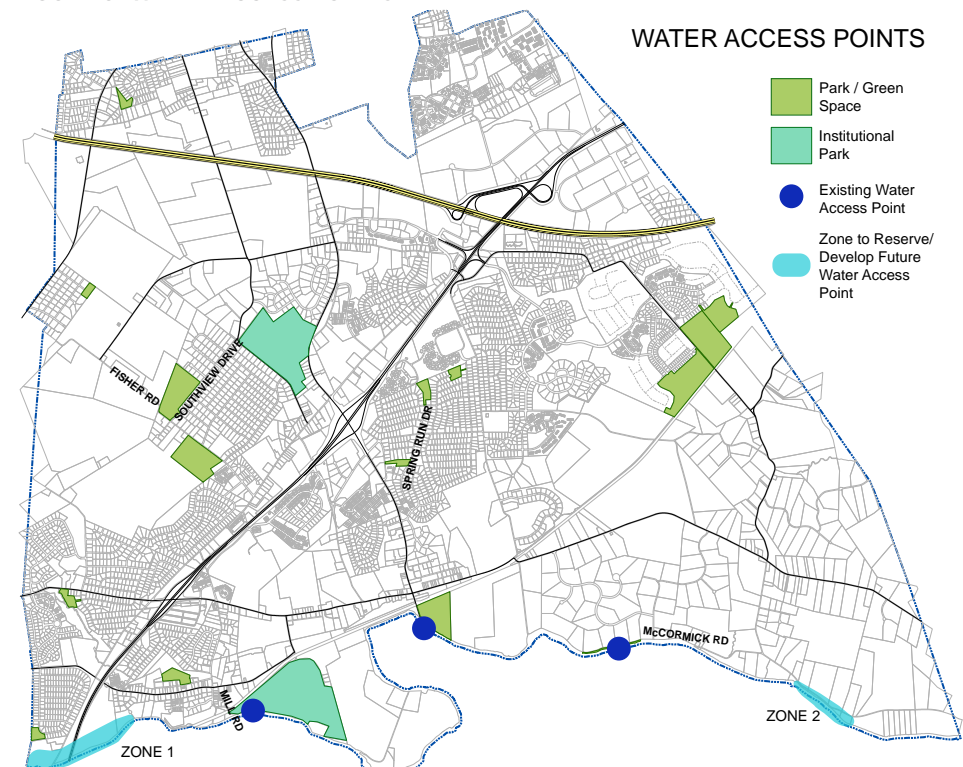 WATER ACCESS POINTS
Park / Green
Space
Institutional
Park
Existing Water
Access Point
Zone to Reserve/
Develop Future
Water Access
Point
FISHER RD
SOUTHVIEW DRIVE
SPRING RUN DR
McCORMICK RD
MILL RD
ZONE 1
ZONE 2